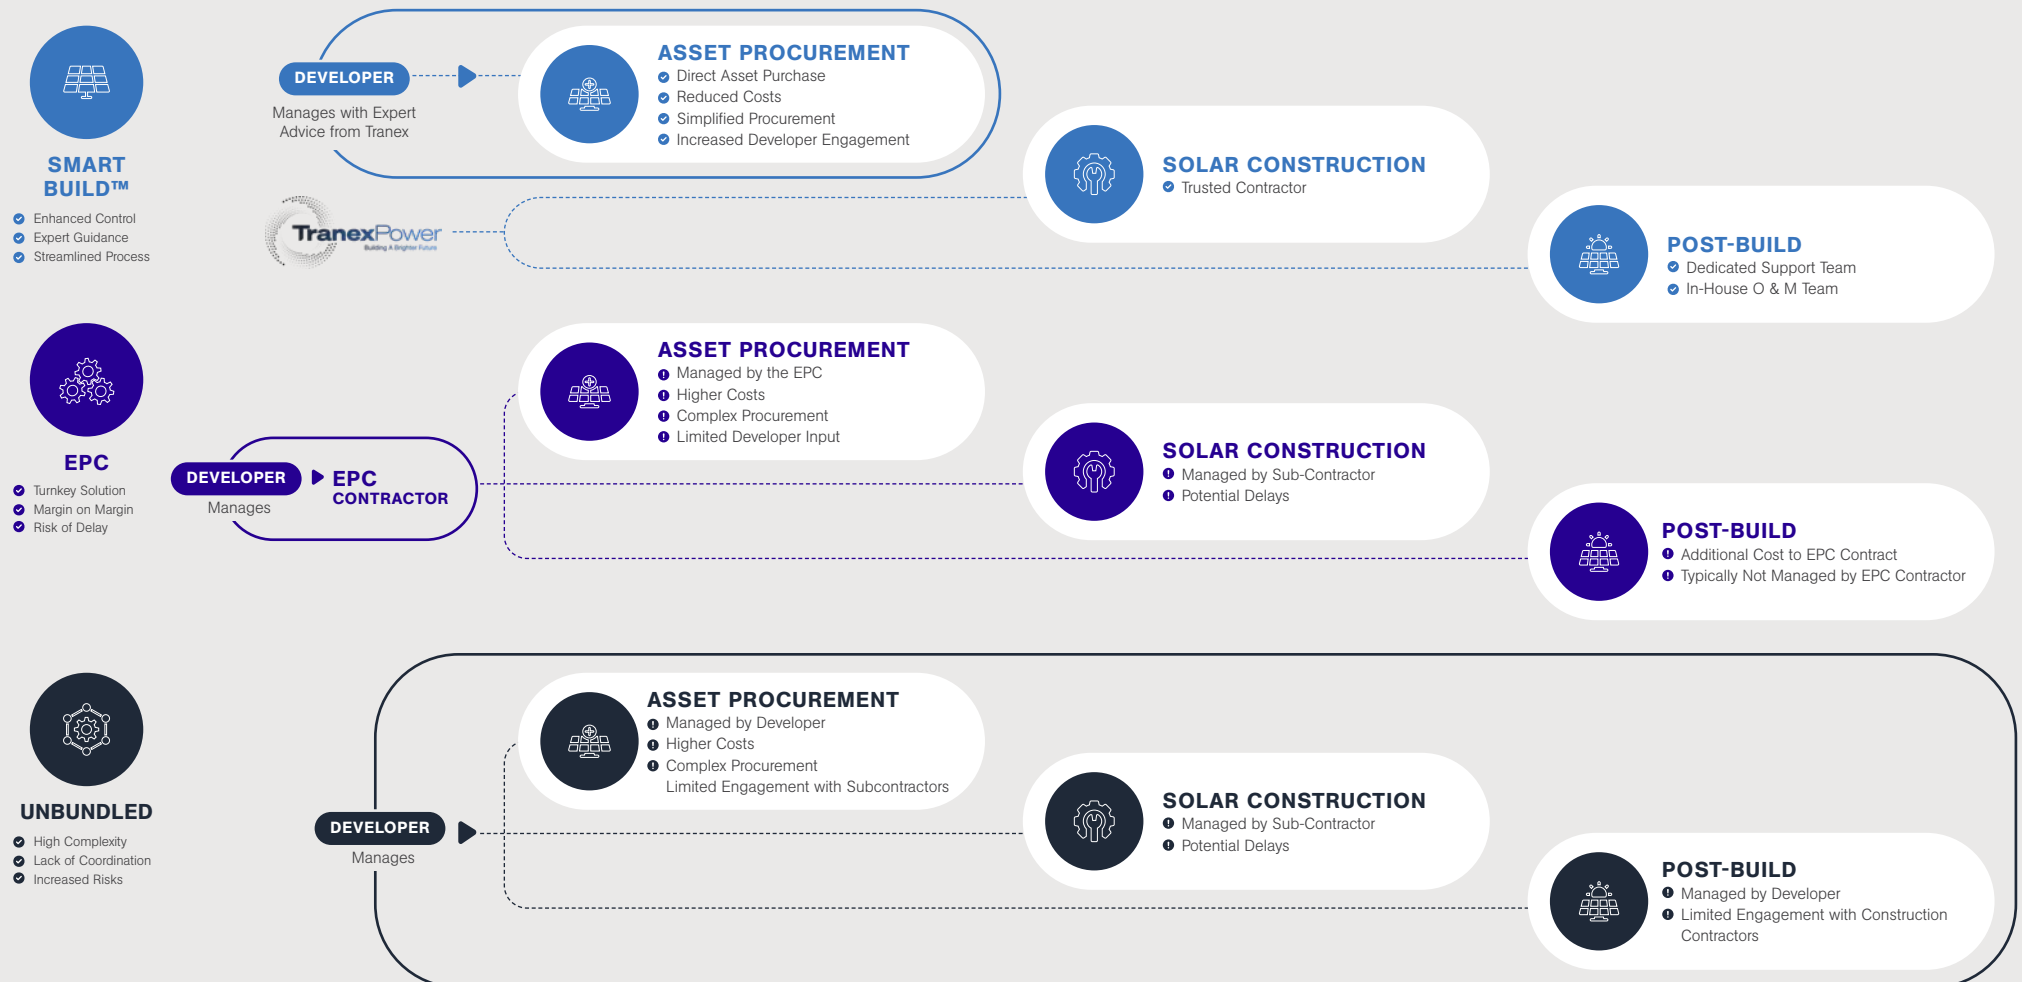 SMART
BUILD™
Enhanced Control
Expert Guidance
Streamlined Process
DEVELOPER
Manages with Expert
Advice from Tranex
TranexPower
Building A Brighter Future
ASSET PROCUREMENT
Direct Asset Purchase
Reduced Costs
Simplified Procurement
Increased Developer Engagement
SOLAR CONSTRUCTION
Trusted Contractor
POST-BUILD
Dedicated Support Team
In-House O & M Team
EPC
Turnkey Solution
Margin on Margin
Risk of Delay
DEVELOPER
Manages
EPC
CONTRACTOR
ASSET PROCUREMENT
Managed by the EPC
Higher Costs
Complex Procurement
Limited Developer Input
SOLAR CONSTRUCTION
Managed by Sub-Contractor
Potential Delays
POST-BUILD
Additional Cost to EPC Contract
Typically Not Managed by EPC Contractor
UNBUNDLED
High Complexity
Lack of Coordination
Increased Risks
DEVELOPER
Manages
ASSET PROCUREMENT
Managed by Developer
Higher Costs
Complex Procurement
Limited Engagement with Subcontractors
SOLAR CONSTRUCTION
Managed by Sub-Contractor
Potential Delays
POST-BUILD
Managed by Developer
Limited Engagement with Construction
Contractors